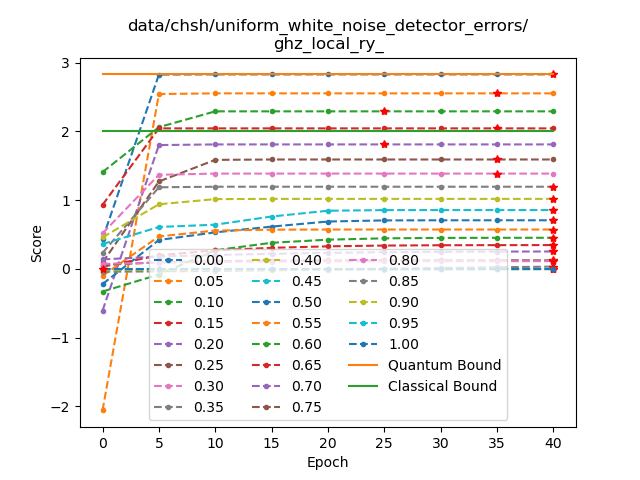 data/chsh/uniform_white_noise_detector_errors/
ghz_local_ry_
Score
3
2
1
0
−1
−2
0.00 0.40 0.80
0.05 0.45 0.85
0.10 0.50 0.90
0.15 0.55 0.95
0.20 0.60 1.00
0.25 0.65 Quantum Bound
0.30 0.70 Classical Bound
0.35 0.75
0 5 10 15 20 25 30 35 40
Epoch